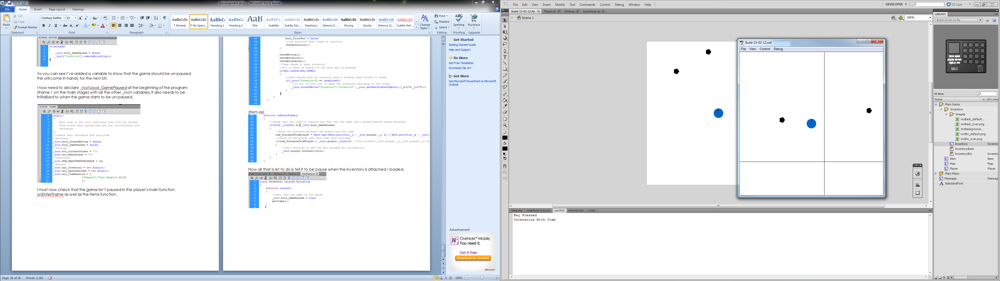 Development.docx - Microsoft Word Starter
File Home Insert Page Layout Mailings
Paste
Cut
Copy
Format Painter
Clipboard
Century Gothic 11
Font
Paragraph
AaBbCcDc AaBbCcDc AaBbC AaBbCc AaB AaBbCc. AaBbCcDc AaBbCcDc AaBbCcDc AaBbCcDc AaBbCcDc AaBbCcDc AABBCCDC
¶ Normal ¶ No Spaci... Heading 1 Heading 2 Title Subtitle Subtle Em... Emphasis Intense E... Strong Quote Intense Q... Subtle Ref...
Styles
Change Styles
Find
Replace
Select
Editing
Spelling
Proofing
Purchase
Upgrade
ACTIONS - BUTTON
1 on(release)
2 {
3 _root.bool_GamePaused = false;
4 _root["Inventory"].removeMovieClip();
5 }
As you can see I've added a variable to show that the game should be un-paused
this will come in handy for the next bit.
I now need to declare _root.bool_GamePaused at the beginning of the program
(frame 1 on the main stage) with all the other _root variables. It also needs to be
initialised to when the game starts to be un-paused.
ACTIONS - FRAME
1 stop();
2 /*
3 This code is for root functions that will be called
4 from within menu movieclips and for initialising root
5 variables
6 */
7 //create root variables and initilise
8 //Booleans
9 _root.bool_ScreenMoving = false;
10 _root.bool_GamePaused = false;
11 //Strings
12 _root.str_CurrentScreen = "";
13 _root.str_NextScreen = "";
14 //Constants
15 _root.NUM_MAXINVENTORYSPACE = 16;
16 //Arrays
17 _root.ary_Inventory = new Array();
18 _root.ary_SpawnedItems = new Array();
19 _root.ary_ItemDetails = [
20 ["Weapon","Test Weapon",10,2]
21 ];
I must now check that the game isn't paused in the player's main function
onEnterFrame as well as the items function.
45 bool_FirstRun = false;
46 //run function that loads in controls
47 checkControls();
48 }
49
50 checkMoving();
51 checkRotation();
52 checkAttacking();
53 //Temp check to show inventory
54 //all it does is checks if the down key is pressed
55 if(Key.isDown(Key.DOWN))
56 {
57 //then checks that an iventory hasn't already been attach to stage
58 if(_root["Inventory"] == undefined){
59 //if all is cool the it adds the inventory movieclp to the stage
60 _root.attachMovie("Inventory","Inventory" ,_root.getNextHighestDepth(),{_x:275,_y:275});
61 }
62 }
63 }
64 }
65
(Item.as)
46 function onEnterFrame()
47 {
48 //check that the item is visible and that the the game isn't paused before doing anything
49 if(this._visible && !_root.bool_GamePaused)
50 {
51 //find the distance between the player and the item
52 num_DistanceFromPlayer = Math.sqrt(Math.pow(this._y - _root.player._y, 2) + Math.pow(this._x - _root.
53 //check if the player and this item have collided
54 if(num_DistanceFromPlayer < _root.player._width/2) //this.hitTest(_root.player._x,_root.player._y) &&
55 {
56 //call function to get the key checked for interaction
57 _root.player.Interact(this);
58 }
59 }
60 }
Now all that is let to do is tell it to be pause when the inventory is attached / loaded.
Build-15-02-12.fla Player.as Item.as Inventory.as
1 class Inventory extends MovieClip
2 {
3 function onLoad()
4 {
5 //show that the game is now pause
6 _root.bool_GamePaused = true;
7 getItems();
8 }
9
Get Started
Getting Started Guide
Help and Support
Do More
Get Free Templates
Download Clip Art
Get More
Get Microsoft PowerPoint or Microsoft
Outlook
Advertisement
OneNote™ Mobile.
You need it.
Get it free.
Download for Android
Microsoft
Page: 26 of 26 Words: 2,262
100%
Fl File Edit View Insert Modify Text Commands Control Debug Window Help
DEVELOPER CS Live
Build-15-02-12.fla Player.as Item.as Inventory.as
Scene 1
100%
Build-15-02-12.swf
File View Control Debug
TIMELINE COMPILER ERRORS OUTPUT PROPERTIES SCENE
Key Pressed
Interation With Item
LIBRARY
Build-15-02-12.fla
ITEM NAME
BACK
66 items
Name AS Linka
Main Game
Inventory
Images
invBack_default....
invBack_over.png
InvBackground....
invBin_default.png
invBin_over.png
Inventory Invento
InventoryBack
InventoryBin Invento
Item Item
Map Map
Player Player
Main Menu
Message Messag
StandardFont